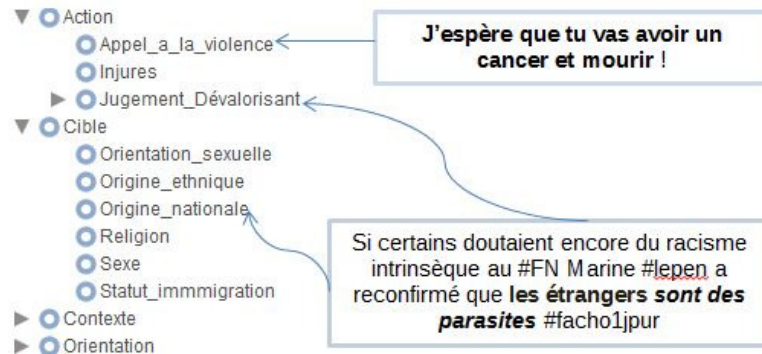 Action
Appel_a_la_violence
Injures
Jugement_Dévalorisant
Cible
Orientation_sexuelle
Origine_ethnique
Origine_nationale
Religion
Sexe
Statut_immmigration
Contexte
Orientation
J'espère que tu vas avoir un
cancer et mourir !
Si certains doutaient encore du racisme
intrinsèque au #FN Marine #lepen a
reconfirmé que les étrangers sont des
parasites #facho1jpur